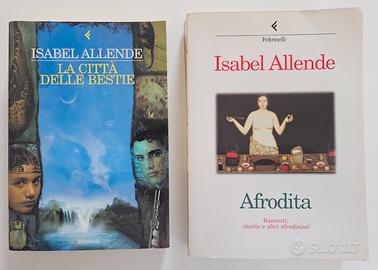 ISABEL ALLENDE
LA CITTÀ
DELLE BESTIE
Feltrinelli
Isabel Allende
Afrodita
Racconti,
ricette e altri afrodisiaci
subito